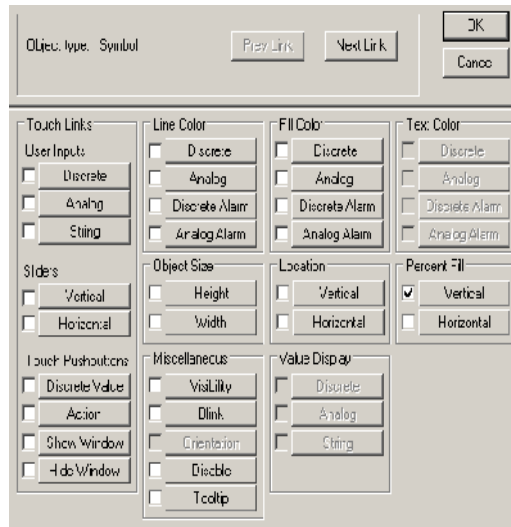 Object type: Symbol
Prev Link
Next Link
OK
Cancel
Touch Links
User Inputs
Discrete
Analog
String
Sliders
Vertical
Horizontal
Touch Pushbuttons
Discrete Value
Action
Show Window
Hide Window
Line Color
Discrete
Analog
Discrete Alarm
Analog Alarm
Object Size
Height
Width
Miscellaneous
Visibility
Blink
Orientation
Disable
Tooltip
Fill Color
Discrete
Analog
Discrete Alarm
Analog Alarm
Location
Vertical
Horizontal
Value Display
Discrete
Analog
String
Text Color
Discrete
Analog
Discrete Alarm
Analog Alarm
Percent Fill
Vertical
Horizontal